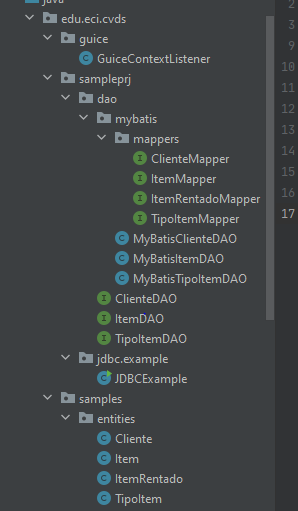 java
edu.eci.cvds
guice
GuiceContextListener
sampleprj
dao
mybatis
mappers
ClienteMapper
ItemMapper
ItemRentadoMapper
TipoItemMapper
MyBatisClienteDAO
MyBatisItemDAO
MyBatisTipoItemDAO
ClienteDAO
ItemDAO
TipoItemDAO
jdbc.example
JDBCExample
samples
entities
Cliente
Item
ItemRentado
TipoItem
2
3
9
10
11
12
13
14
15
16
17